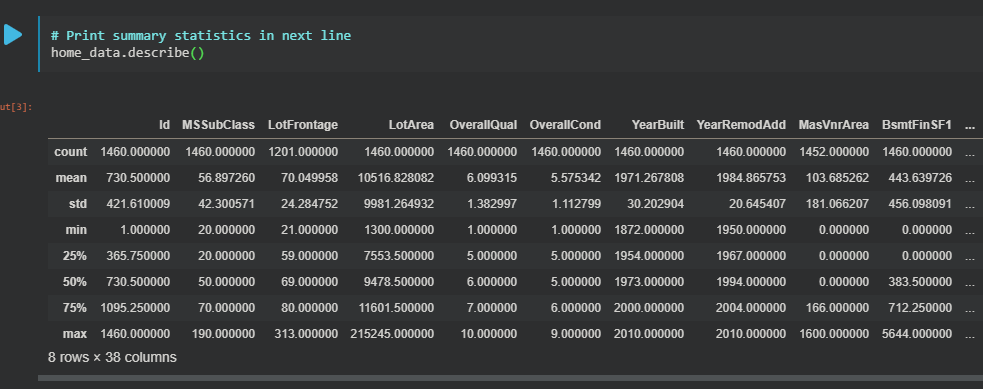 # Print summary statistics in next line
home_data.describe()
ut[3]:
Id MSSubClass LotFrontage LotArea OverallQual OverallCond YearBuilt YearRemodAdd MasVnrArea BsmtFinSF1 ...
count 1460.000000 1460.000000 1201.000000 1460.000000 1460.000000 1460.000000 1460.000000 1460.000000 1452.000000 1460.000000 ...
mean 730.500000 56.897260 70.049958 10516.828082 6.099315 5.575342 1971.267808 1984.865753 103.685262 443.639726 ...
std 421.610009 42.300571 24.284752 9981.264932 1.382997 1.112799 30.202904 20.645407 181.066207 456.098091 ...
min 1.000000 20.000000 21.000000 1300.000000 1.000000 1.000000 1872.000000 1950.000000 0.000000 0.000000 ...
25% 365.750000 20.000000 59.000000 7553.500000 5.000000 5.000000 1954.000000 1967.000000 0.000000 0.000000 ...
50% 730.500000 50.000000 69.000000 9478.500000 6.000000 5.000000 1973.000000 1994.000000 0.000000 383.500000 ...
75% 1095.250000 70.000000 80.000000 11601.500000 7.000000 6.000000 2000.000000 2004.000000 166.000000 712.250000 ...
max 1460.000000 190.000000 313.000000 215245.000000 10.000000 9.000000 2010.000000 2010.000000 1600.000000 5644.000000 ...
8 rows × 38 columns